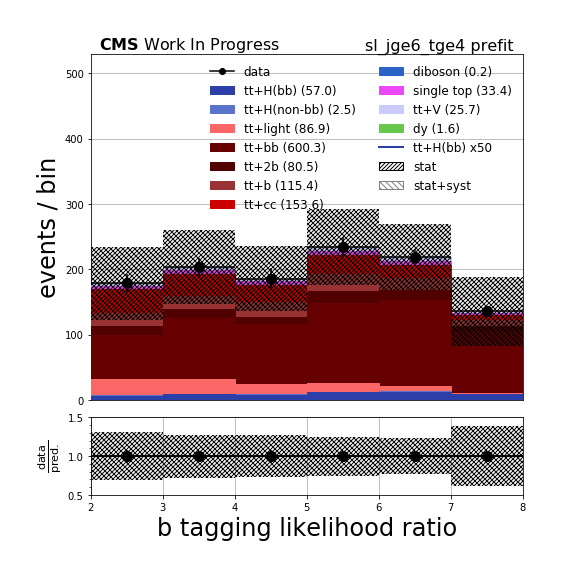 CMS Work In Progress
sl_jge6_tge4 prefit
data
tt+H(bb) (57.0)
tt+H(non-bb) (2.5)
tt+light (86.9)
tt+bb (600.3)
tt+2b (80.5)
tt+b (115.4)
tt+cc (153.6)
diboson (0.2)
single top (33.4)
tt+V (25.7)
dy (1.6)
tt+H(bb) x50
stat
stat+syst
events / bin
500
400
300
200
100
0
data
pred.
1.5
1.0
0.5
2 3 4 5 6 7 8
b tagging likelihood ratio